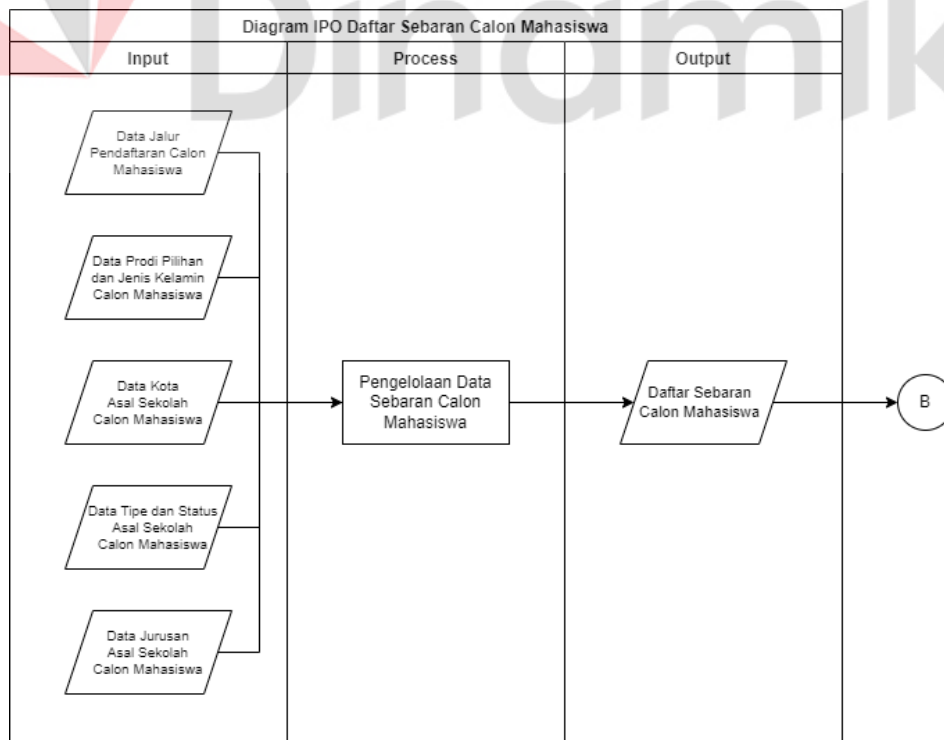 Dinamik
Diagram IPO Daftar Sebaran Calon Mahasiswa
Input
Process
Output
Data Jalur
Pendaftaran Calon
Mahasiswa
Data Prodi Pilihan
dan Jenis Kelamin
Calon Mahasiswa
Data Kota
Asal Sekolah
Calon Mahasiswa
Data Tipe dan Status
Asal Sekolah
Calon Mahasiswa
Data Jurusan
Asal Sekolah
Calon Mahasiswa
Pengelolaan Data
Sebaran Calon
Mahasiswa
Daftar Sebaran
Calon Mahasiswa
B